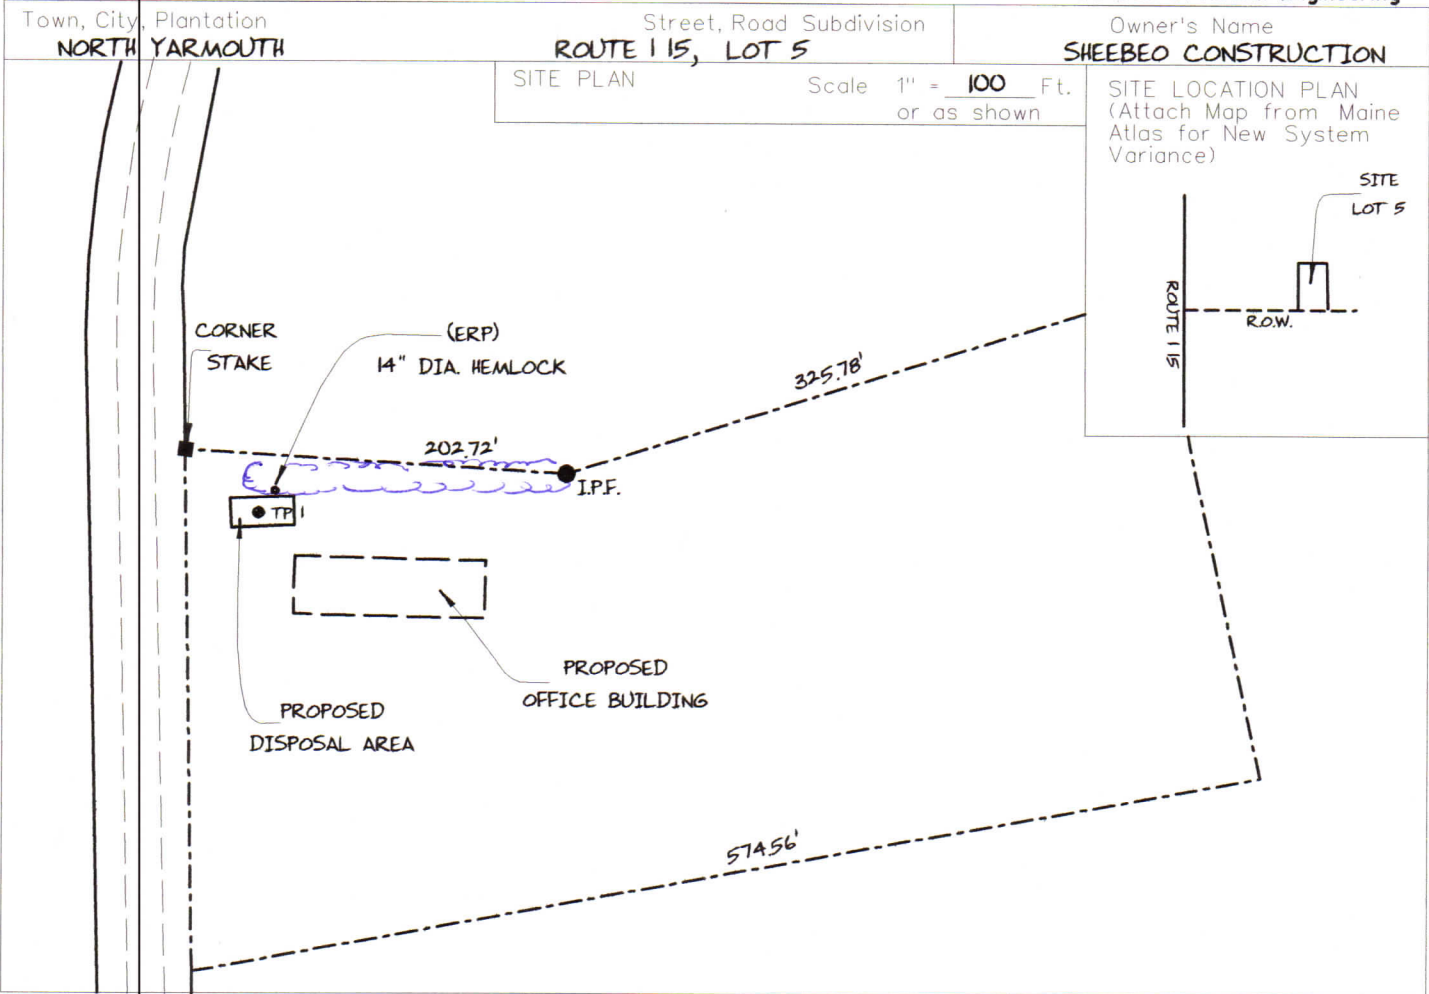 Town, City, Plantation
NORTH YARMOUTH
Street, Road Subdivision
ROUTE 115, LOT 5
Owner's Name
SHEEBEO CONSTRUCTION
SITE PLAN
Scale 1" = 100 Ft.
or as shown
SITE LOCATION PLAN
(Attach Map from Maine
Atlas for New System
Variance)
SITE
LOT 5
ROUTE 115
R.O.W.
CORNER
STAKE
(ERP)
14" DIA. HEMLOCK
325.78'
202.72'
I.P.F.
TP 1
PROPOSED
OFFICE BUILDING
PROPOSED
DISPOSAL AREA
574.56'